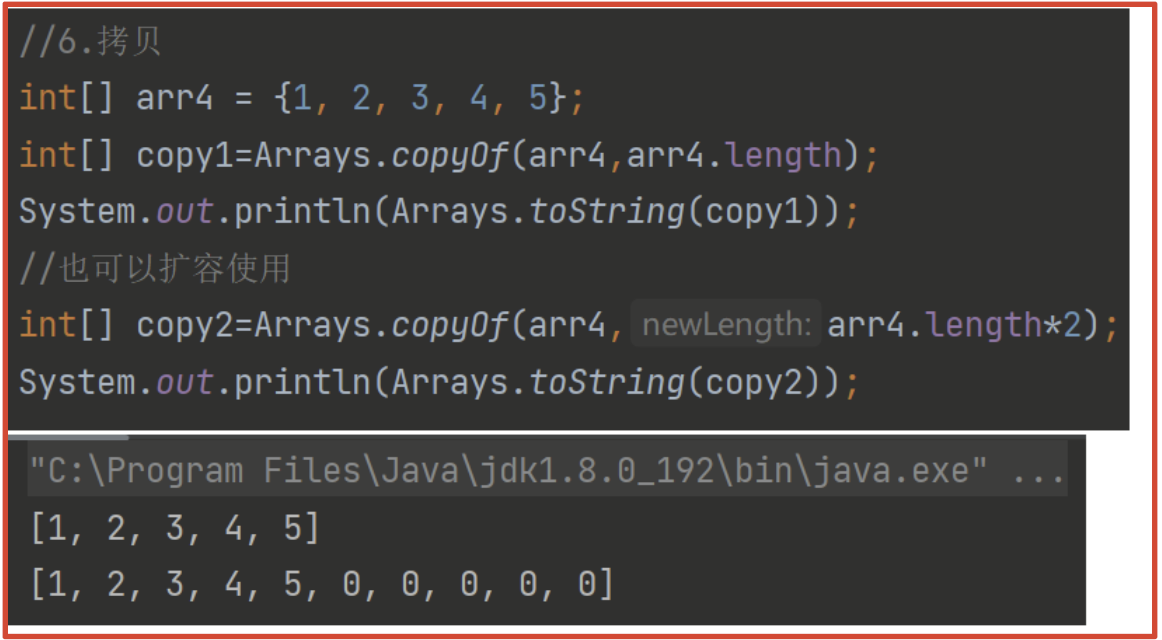 //6.拷贝
int[] arr4 = {1, 2, 3, 4, 5};
int[] copy1=Arrays.copyOf(arr4,arr4.length);
System.out.println(Arrays.toString(copy1));
//也可以扩容使用
int[] copy2=Arrays.copyOf(arr4, newLength: arr4.length*2);
System.out.println(Arrays.toString(copy2));
"C:\Program Files\Java\jdk1.8.0_192\bin\java.exe" ...
[1, 2, 3, 4, 5]
[1, 2, 3, 4, 5, 0, 0, 0, 0, 0]